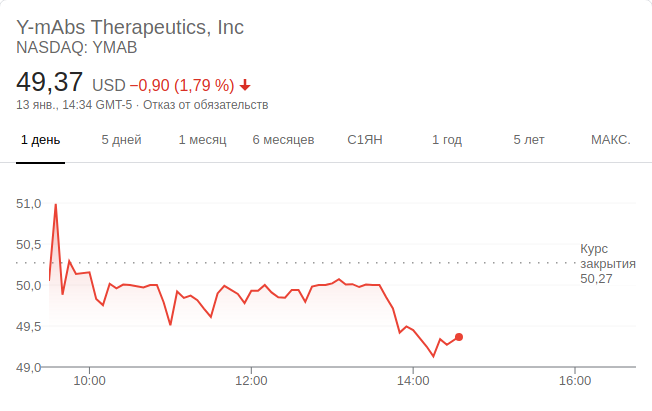 Y-mAbs Therapeutics, Inc
NASDAQ: YMAB
49,37 USD −0,90 (1,79 %)
13 янв., 14:34 GMT-5 · Отказ от обязательств
1 день 5 дней 1 месяц 6 месяцев С1ЯН 1 год 5 лет МАКС.
51,0
50,5
Курс
закрытия
50,27
50,0
49,5
49,0
10:00 12:00 14:00 16:00